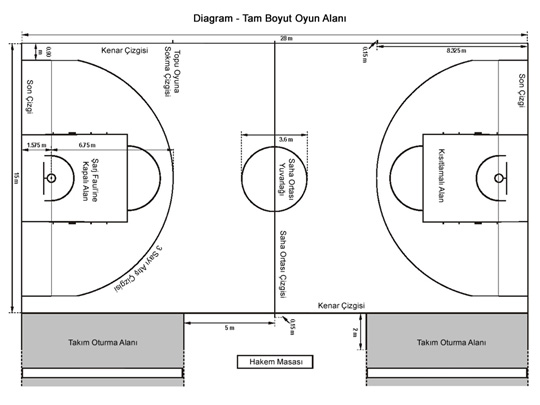 Diagram - Tam Boyut Oyun Alanı
28 m
Kenar Çizgisi
0.90 m
Topu Oyuna
Sokma Çizgisi
0.15 m
8.325 m
Son Çizgi
Son Çizgi
1.575 m
6.75 m
3.6 m
15 m
Şarj Faul'ine
Kapalı Alan
Saha Ortası
Yuvarlağı
Kısıtlamalı Alan
3 Sayı Atış Çizgisi
Saha Ortası Çizgisi
Kenar Çizgisi
5 m
0.15 m
2 m
Takım Oturma Alanı
Hakem Masası
Takım Oturma Alanı